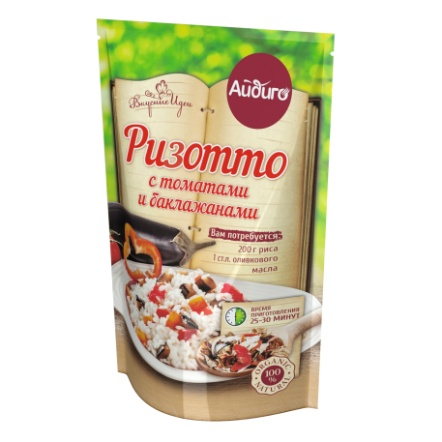 Вкусные Идеи
Айдиго
Ризотто
с томатами
и баклажанами
Вам потребуется:
200 г риса
1 ст.л. оливкового
масла
ВРЕМЯ
ПРИГОТОВЛЕНИЯ
25-30 МИНУТ
ORGANIC
100%
NATURAL